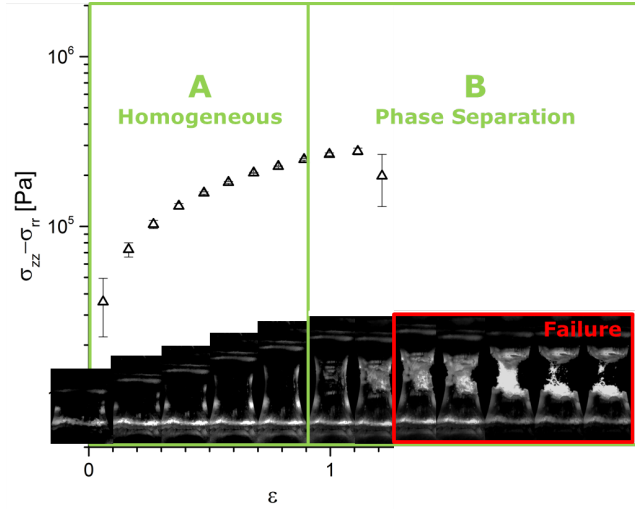 10⁶
A
B
Homogeneous
Phase Separation
σzz−σrr [Pa]
10⁵
Failure
0
1
ε